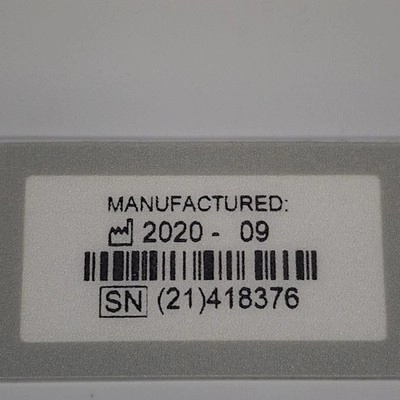 MANUFACTURED:
2020 - 09
SN (21)418376